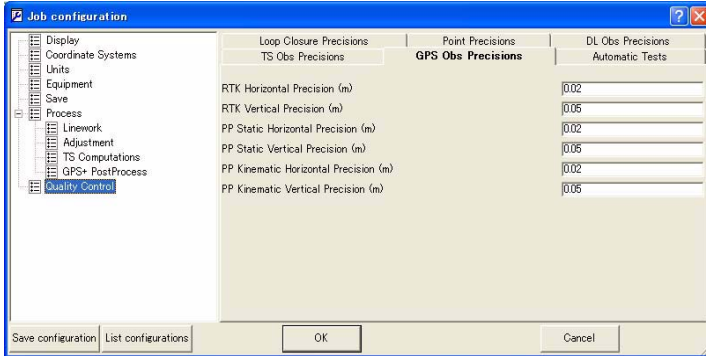 Job configuration
Display
Coordinate Systems
Units
Equipment
Save
Process
Linework
Adjustment
TS Computations
GPS+ PostProcess
Quality Control
Loop Closure Precisions Point Precisions DL Obs Precisions
TS Obs Precisions GPS Obs Precisions Automatic Tests
RTK Horizontal Precision (m) 0.02
RTK Vertical Precision (m) 0.05
PP Static Horizontal Precision (m) 0.02
PP Static Vertical Precision (m) 0.05
PP Kinematic Horizontal Precision (m) 0.02
PP Kinematic Vertical Precision (m) 0.05
Save configuration List configurations OK Cancel